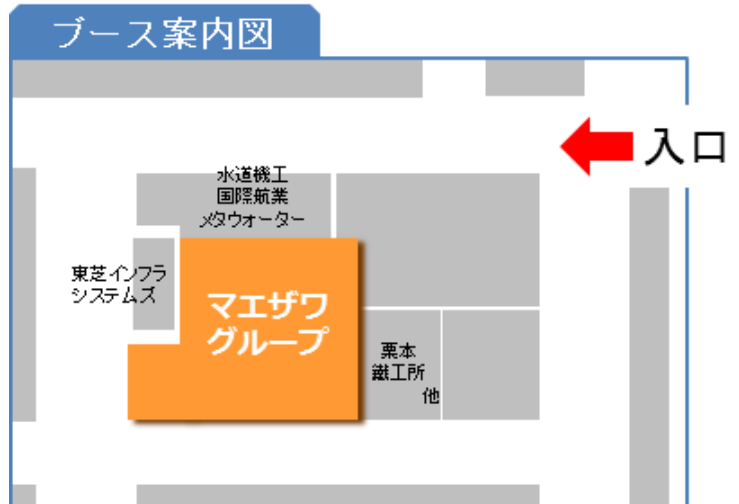 ブース案内図
入口
水道機工
国際航業
メタウォーター
東芝インフラ
システムズ
マエザワ
グループ
栗本
鐵工所
他